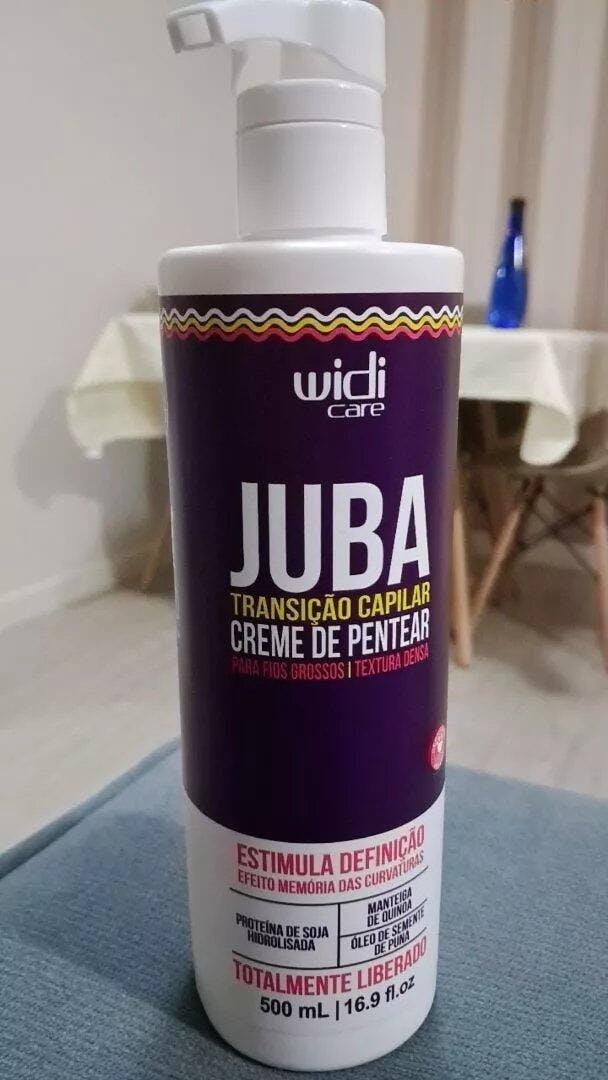 widi
care
JUBA
TRANSIÇÃO CAPILAR
CREME DE PENTEAR
PARA FIOS GROSSOS | TEXTURA DENSA
ESTIMULA DEFINIÇÃO
EFEITO MEMÓRIA DAS CURVATURAS
PROTEÍNA DE SOJA
HIDROLISADA
MANTEIGA
DE QUINOA
ÓLEO DE SEMENTE
DE PUNA
TOTALMENTE LIBERADO
500 mL | 16.9 fl.oz